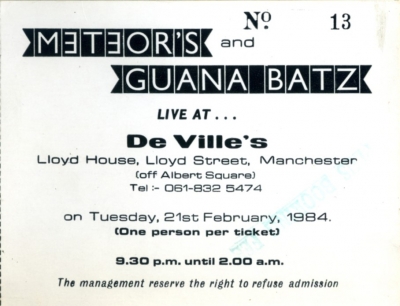 Nº. 13
METEOR'S and
GUANA BATZ
LIVE AT . . .
De Ville's
Lloyd House, Lloyd Street, Manchester
(off Albert Square)
Tel :- 061-832 5474
on Tuesday, 21st February, 1984.
(One person per ticket)
9.30 p.m. until 2.00 a.m.
The management reserve the right to refuse admission